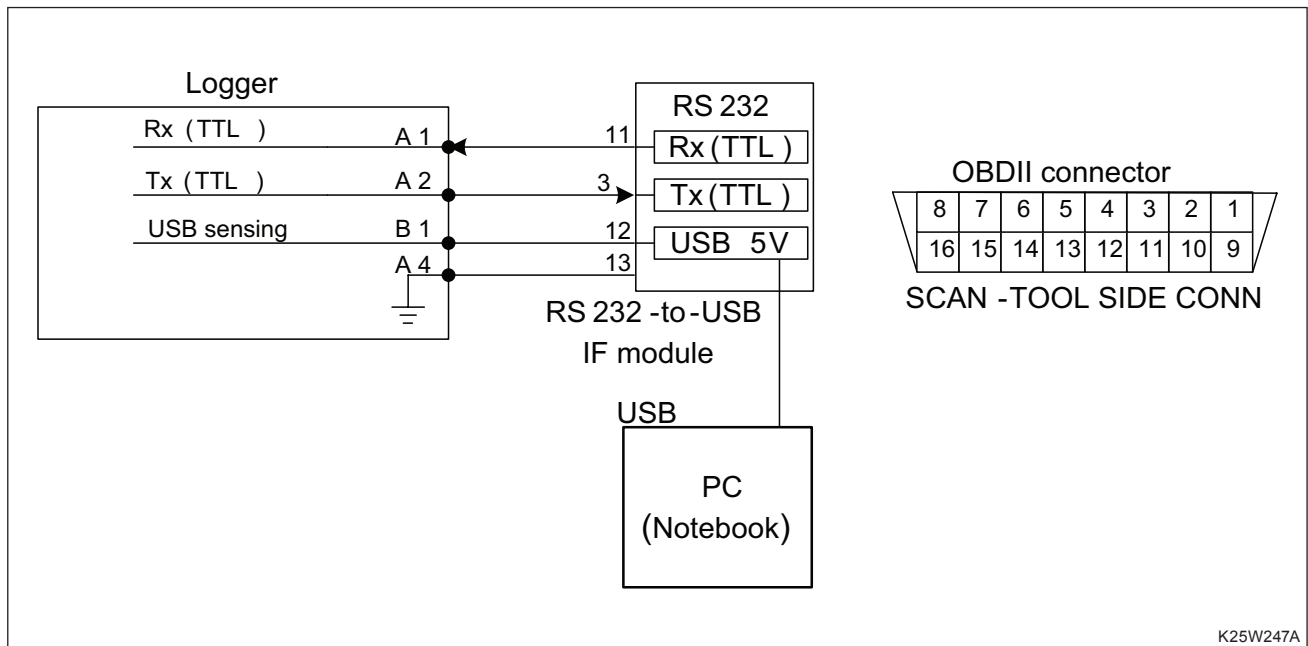 Logger
Rx (TTL )
A 1
Tx (TTL )
A 2
USB sensing
B 1
A 4
11
3
12
13
RS 232
Rx (TTL )
Tx (TTL )
USB 5V
RS 232 -to -USB
IF module
USB
PC
(Notebook)
OBDII connector
8 7 6 5 4 3 2 1
16 15 14 13 12 11 10 9
SCAN -TOOL SIDE CONN
K25W247A